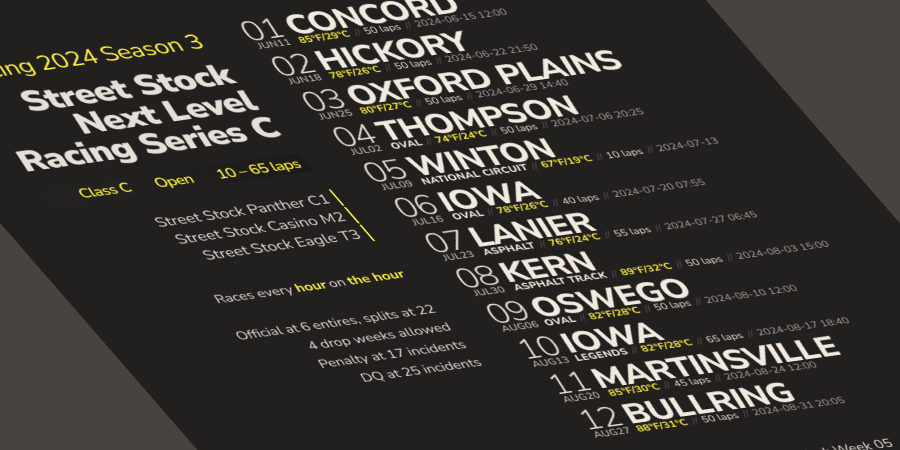 ing 2024 Season 3
Street Stock
Next Level
Racing Series C
Class C Open 10 – 65 laps
Street Stock Panther C1
Street Stock Casino M2
Street Stock Eagle T3
Races every hour on the hour
Official at 6 entires, splits at 22
4 drop weeks allowed
Penalty at 17 incidents
DQ at 25 incidents
01 CONCORD
JUN11 85°F/29°C // 50 laps // 2024-06-15 12:00
02 HICKORY
JUN18 78°F/26°C // 50 laps // 2024-06-22 21:50
03 OXFORD PLAINS
JUN25 80°F/27°C // 50 laps // 2024-06-29 14:40
04 THOMPSON
JUL02 OVAL // 74°F/24°C // 50 laps // 2024-07-06 20:25
05 WINTON
JUL09 NATIONAL CIRCUIT // 67°F/19°C // 10 laps // 2024-07-13
06 IOWA
JUL16 OVAL // 78°F/26°C // 40 laps // 2024-07-20 07:55
07 LANIER
JUL23 ASPHALT // 76°F/24°C // 55 laps // 2024-07-27 06:45
08 KERN
JUL30 ASPHALT TRACK // 89°F/32°C // 50 laps // 2024-08-03 15:00
09 OSWEGO
AUG06 OVAL // 82°F/28°C // 50 laps // 2024-08-10 12:00
10 IOWA
AUG13 LEGENDS // 82°F/28°C // 65 laps // 2024-08-17 18:40
11 MARTINSVILLE
AUG20 85°F/30°C // 45 laps // 2024-08-24 12:00
12 BULLRING
AUG27 88°F/31°C // 50 laps // 2024-08-31 20:05
Week 05